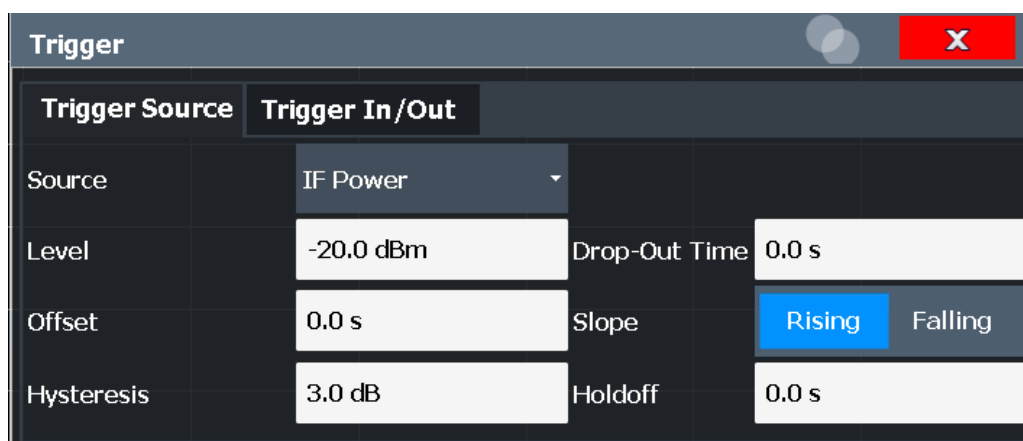 Trigger X
Trigger Source Trigger In/Out
Source IF Power
Level -20.0 dBm Drop-Out Time 0.0 s
Offset 0.0 s Slope Rising Falling
Hysteresis 3.0 dB Holdoff 0.0 s